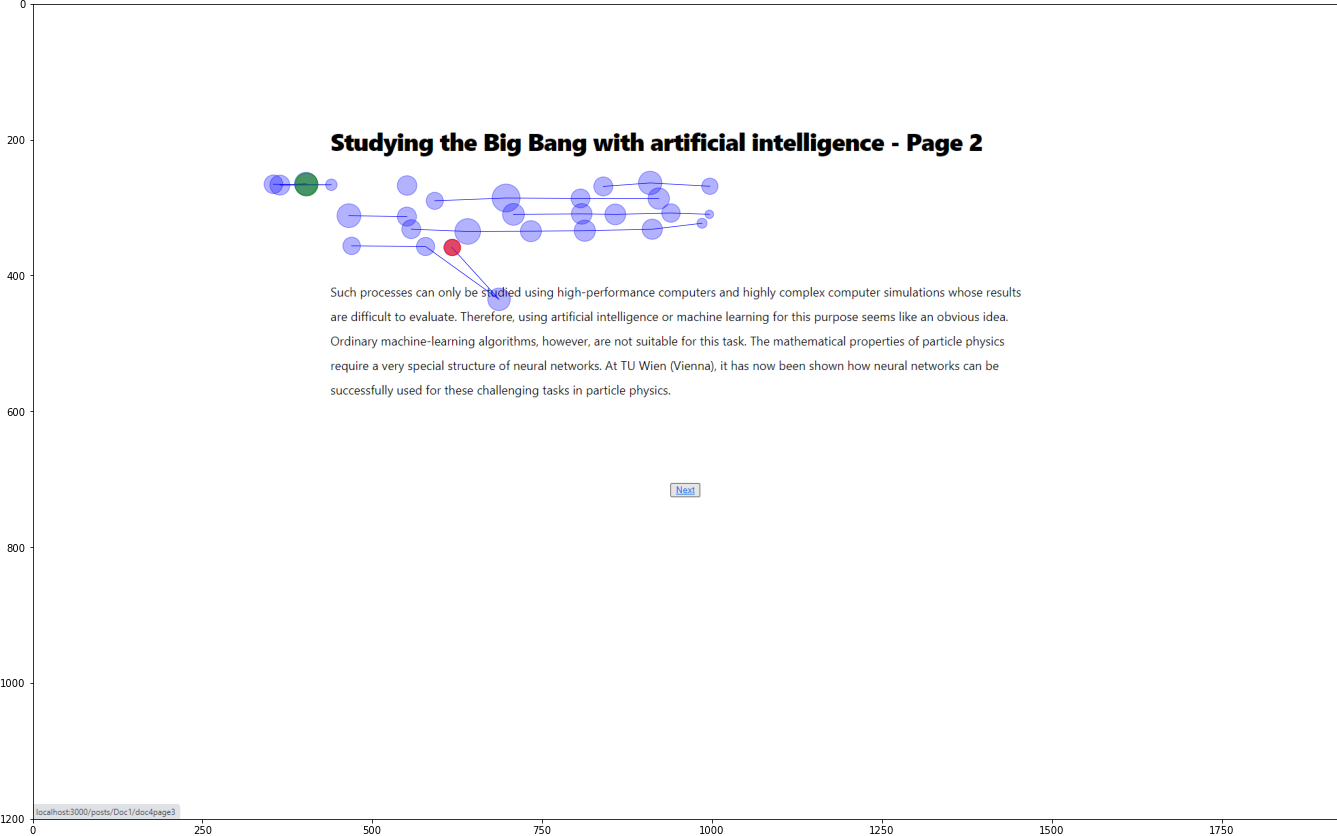 0
200
Studying the Big Bang with artificial intelligence - Page 2
400
Such processes can only be studied using high-performance computers and highly complex computer simulations whose results
are difficult to evaluate. Therefore, using artificial intelligence or machine learning for this purpose seems like an obvious idea.
Ordinary machine-learning algorithms, however, are not suitable for this task. The mathematical properties of particle physics
require a very special structure of neural networks. At TU Wien (Vienna), it has now been shown how neural networks can be
successfully used for these challenging tasks in particle physics.
600
Next
800
1000
localhost:3000/posts/Doc1/doc4page3
1200
0 250 500 750 1000 1250 1500 1750